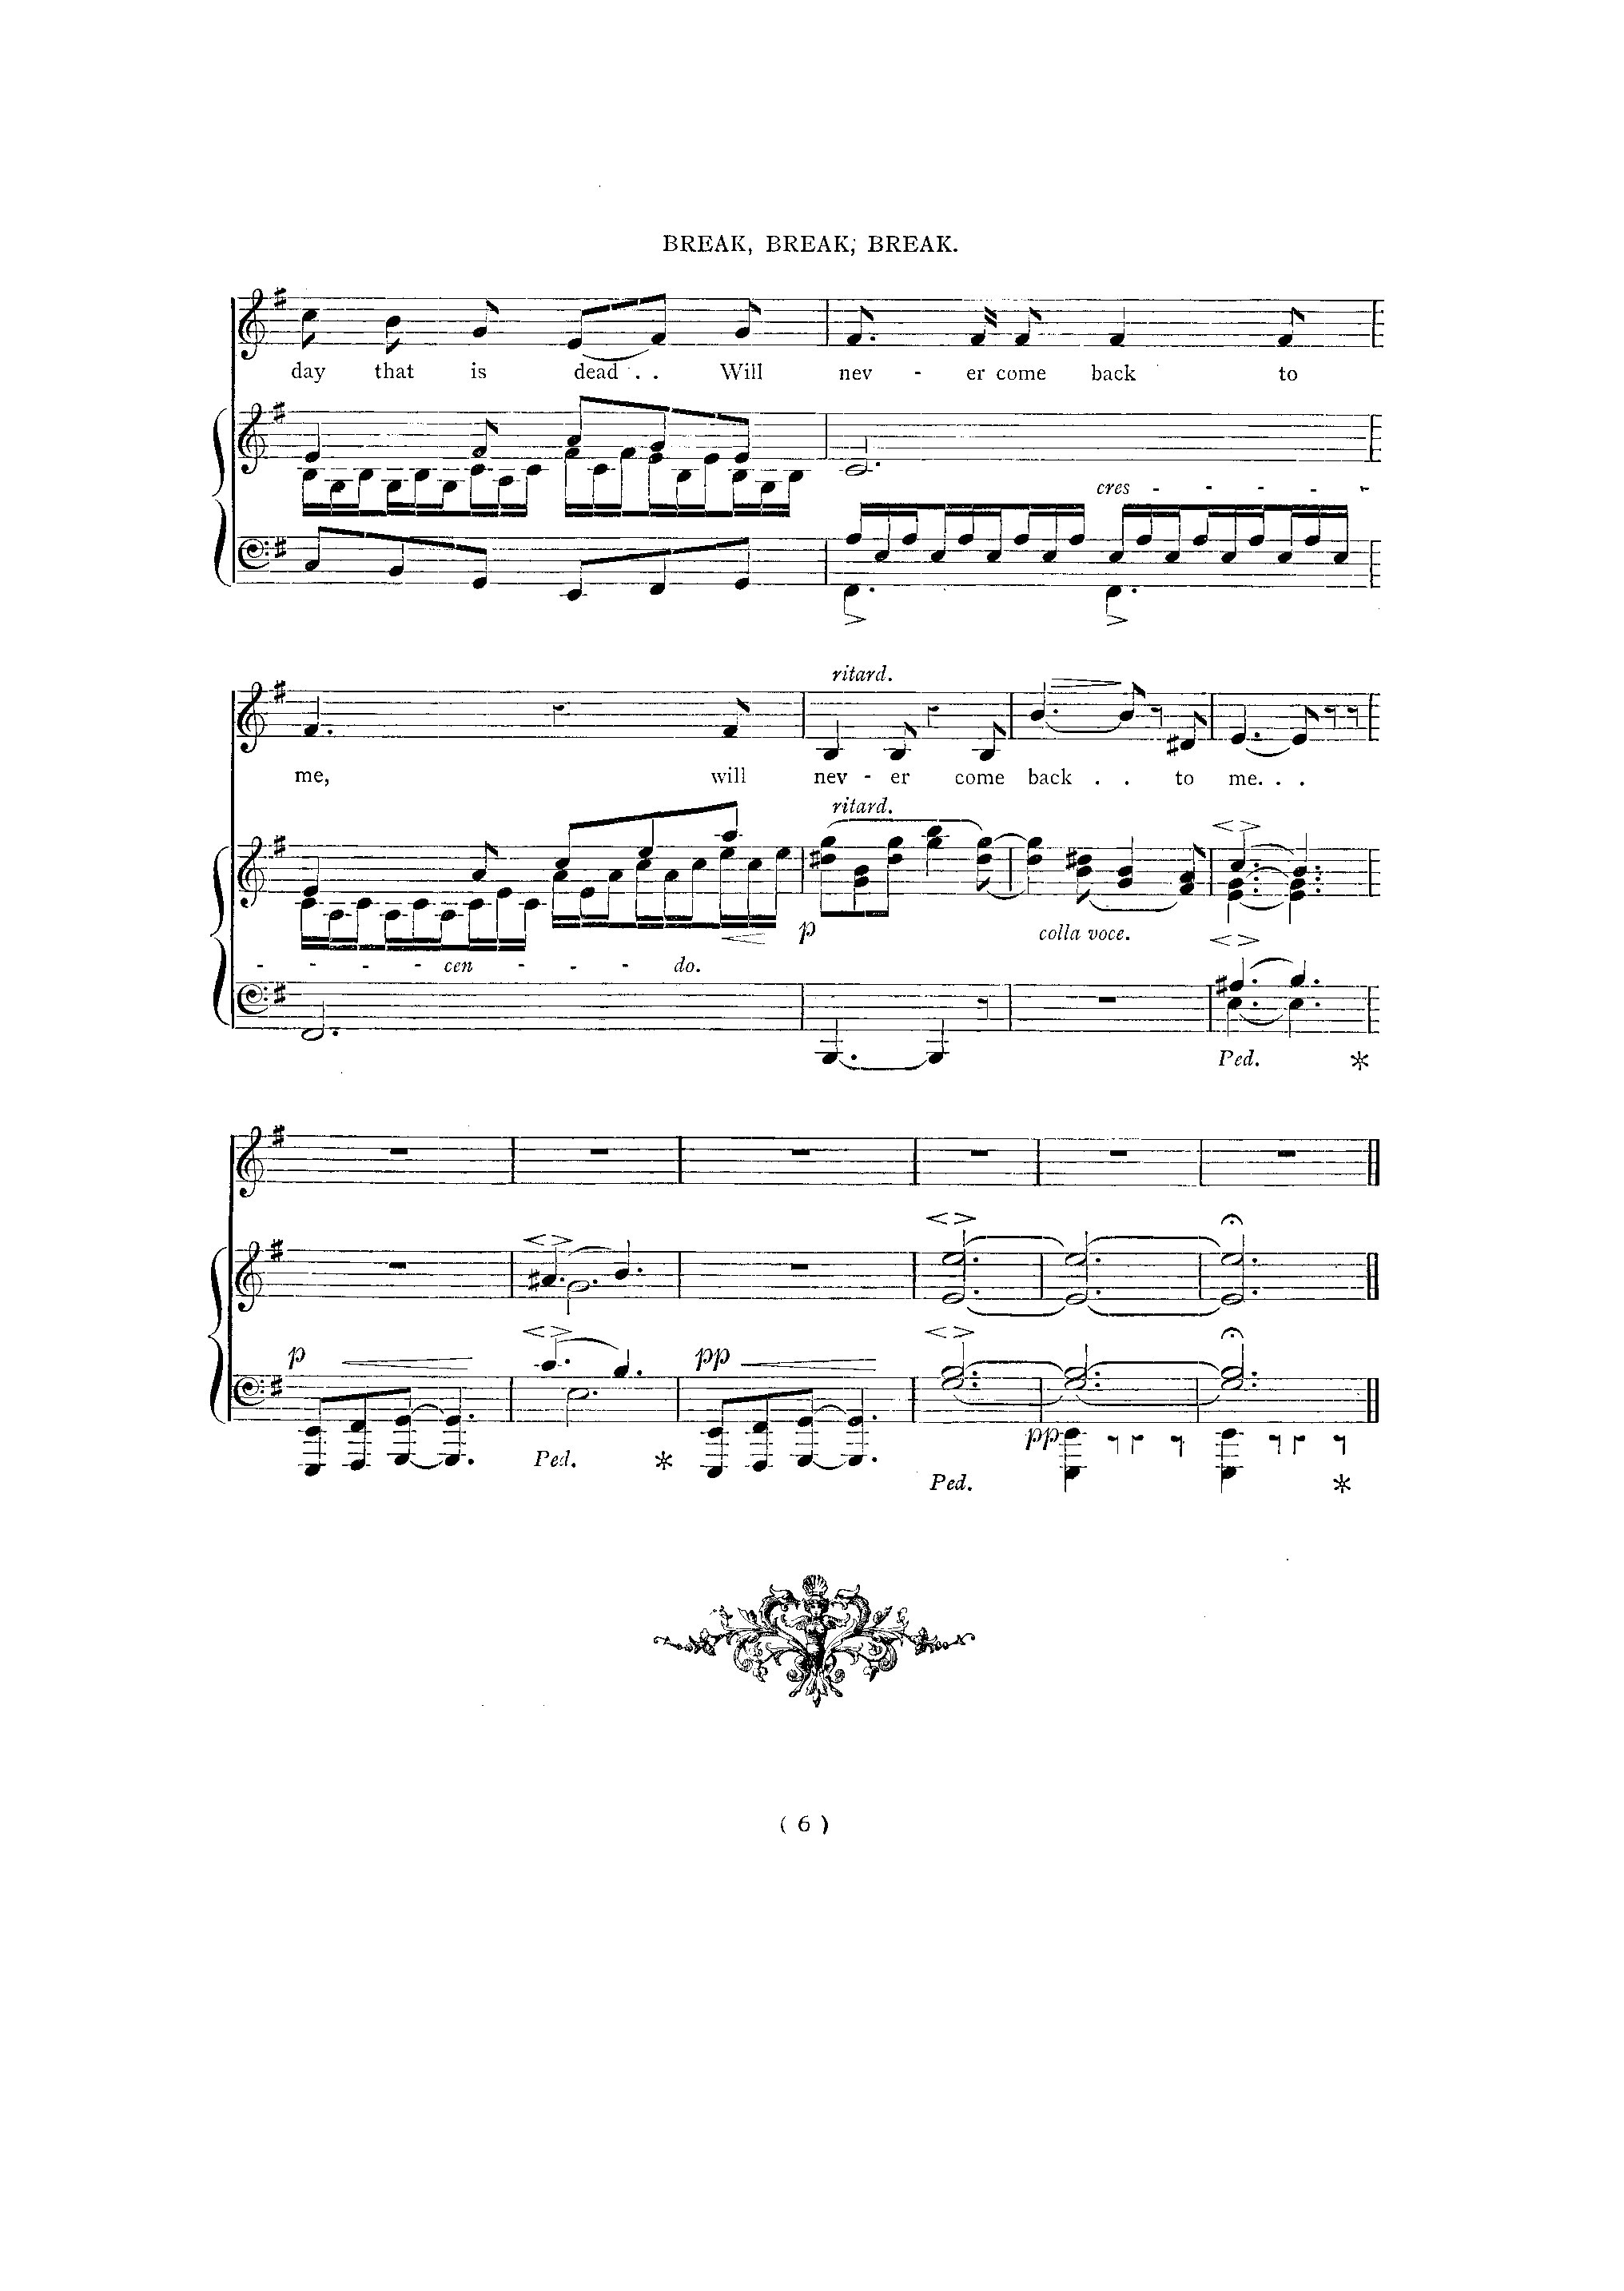 BREAK, BREAK, BREAK.
day that is dead . . Will nev - er come back to
cres - - - - -
ritard.
me, will nev - er come back . . to me. . .
ritard.
p
colla voce.
- - - - cen - - - do.
Ped. *
p pp
Ped. * pp
Ped. *
( 6 )